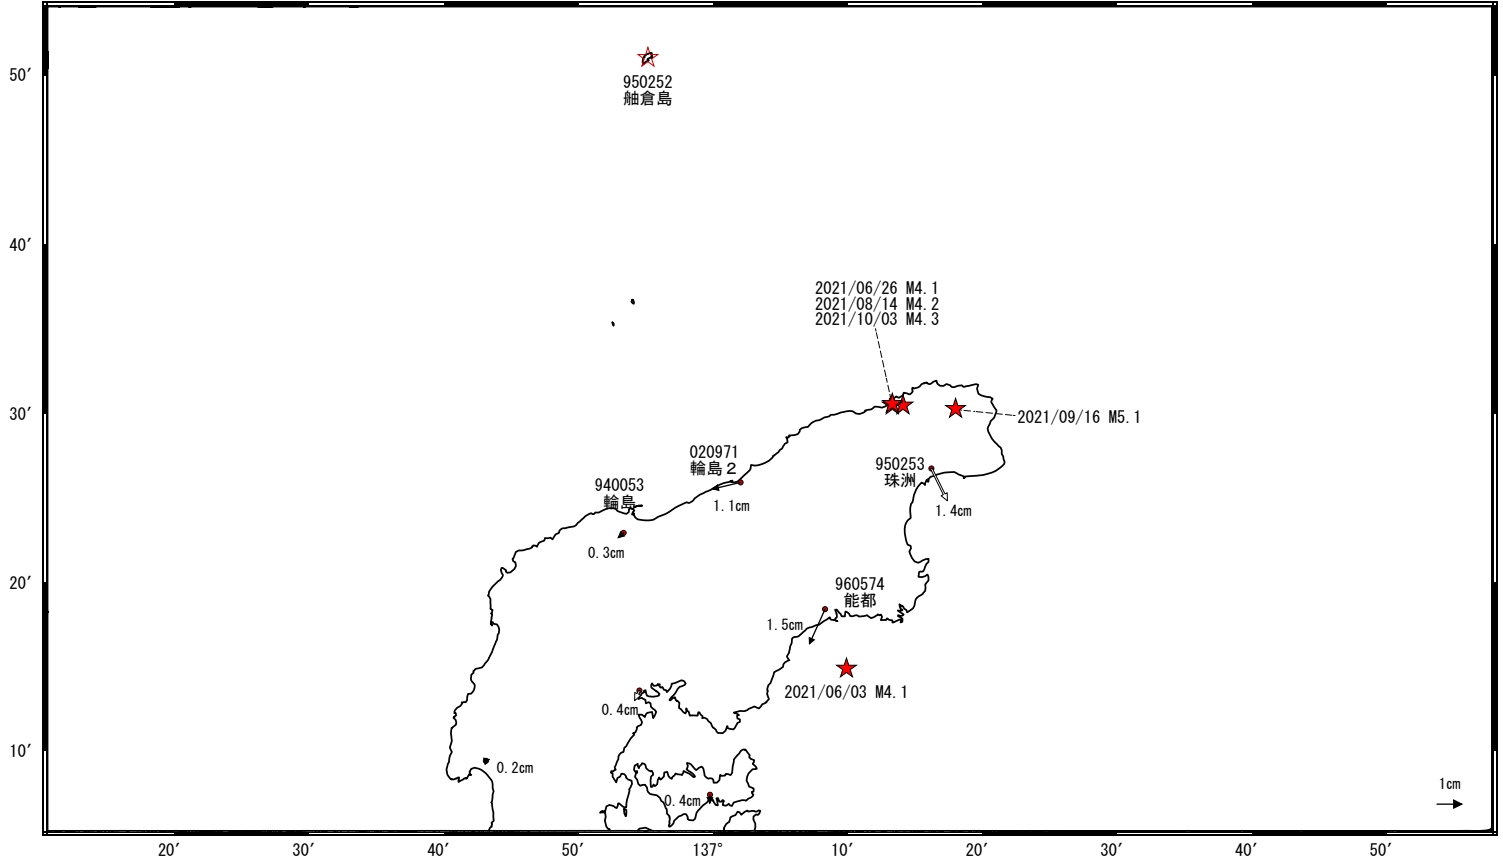 50′
950252
舳倉島
40′
2021/06/26 M4.1
2021/08/14 M4.2
2021/10/03 M4.3
30′
2021/09/16 M5.1
020971
輪島２
950253
珠洲
940053
輪島
1.1cm
1.4cm
0.3cm
20′
960574
能都
1.5cm
2021/06/03 M4.1
0.4cm
10′
0.2cm
1cm
0.4cm
20′ 30′ 40′ 50′ 137° 10′ 20′ 30′ 40′ 50′